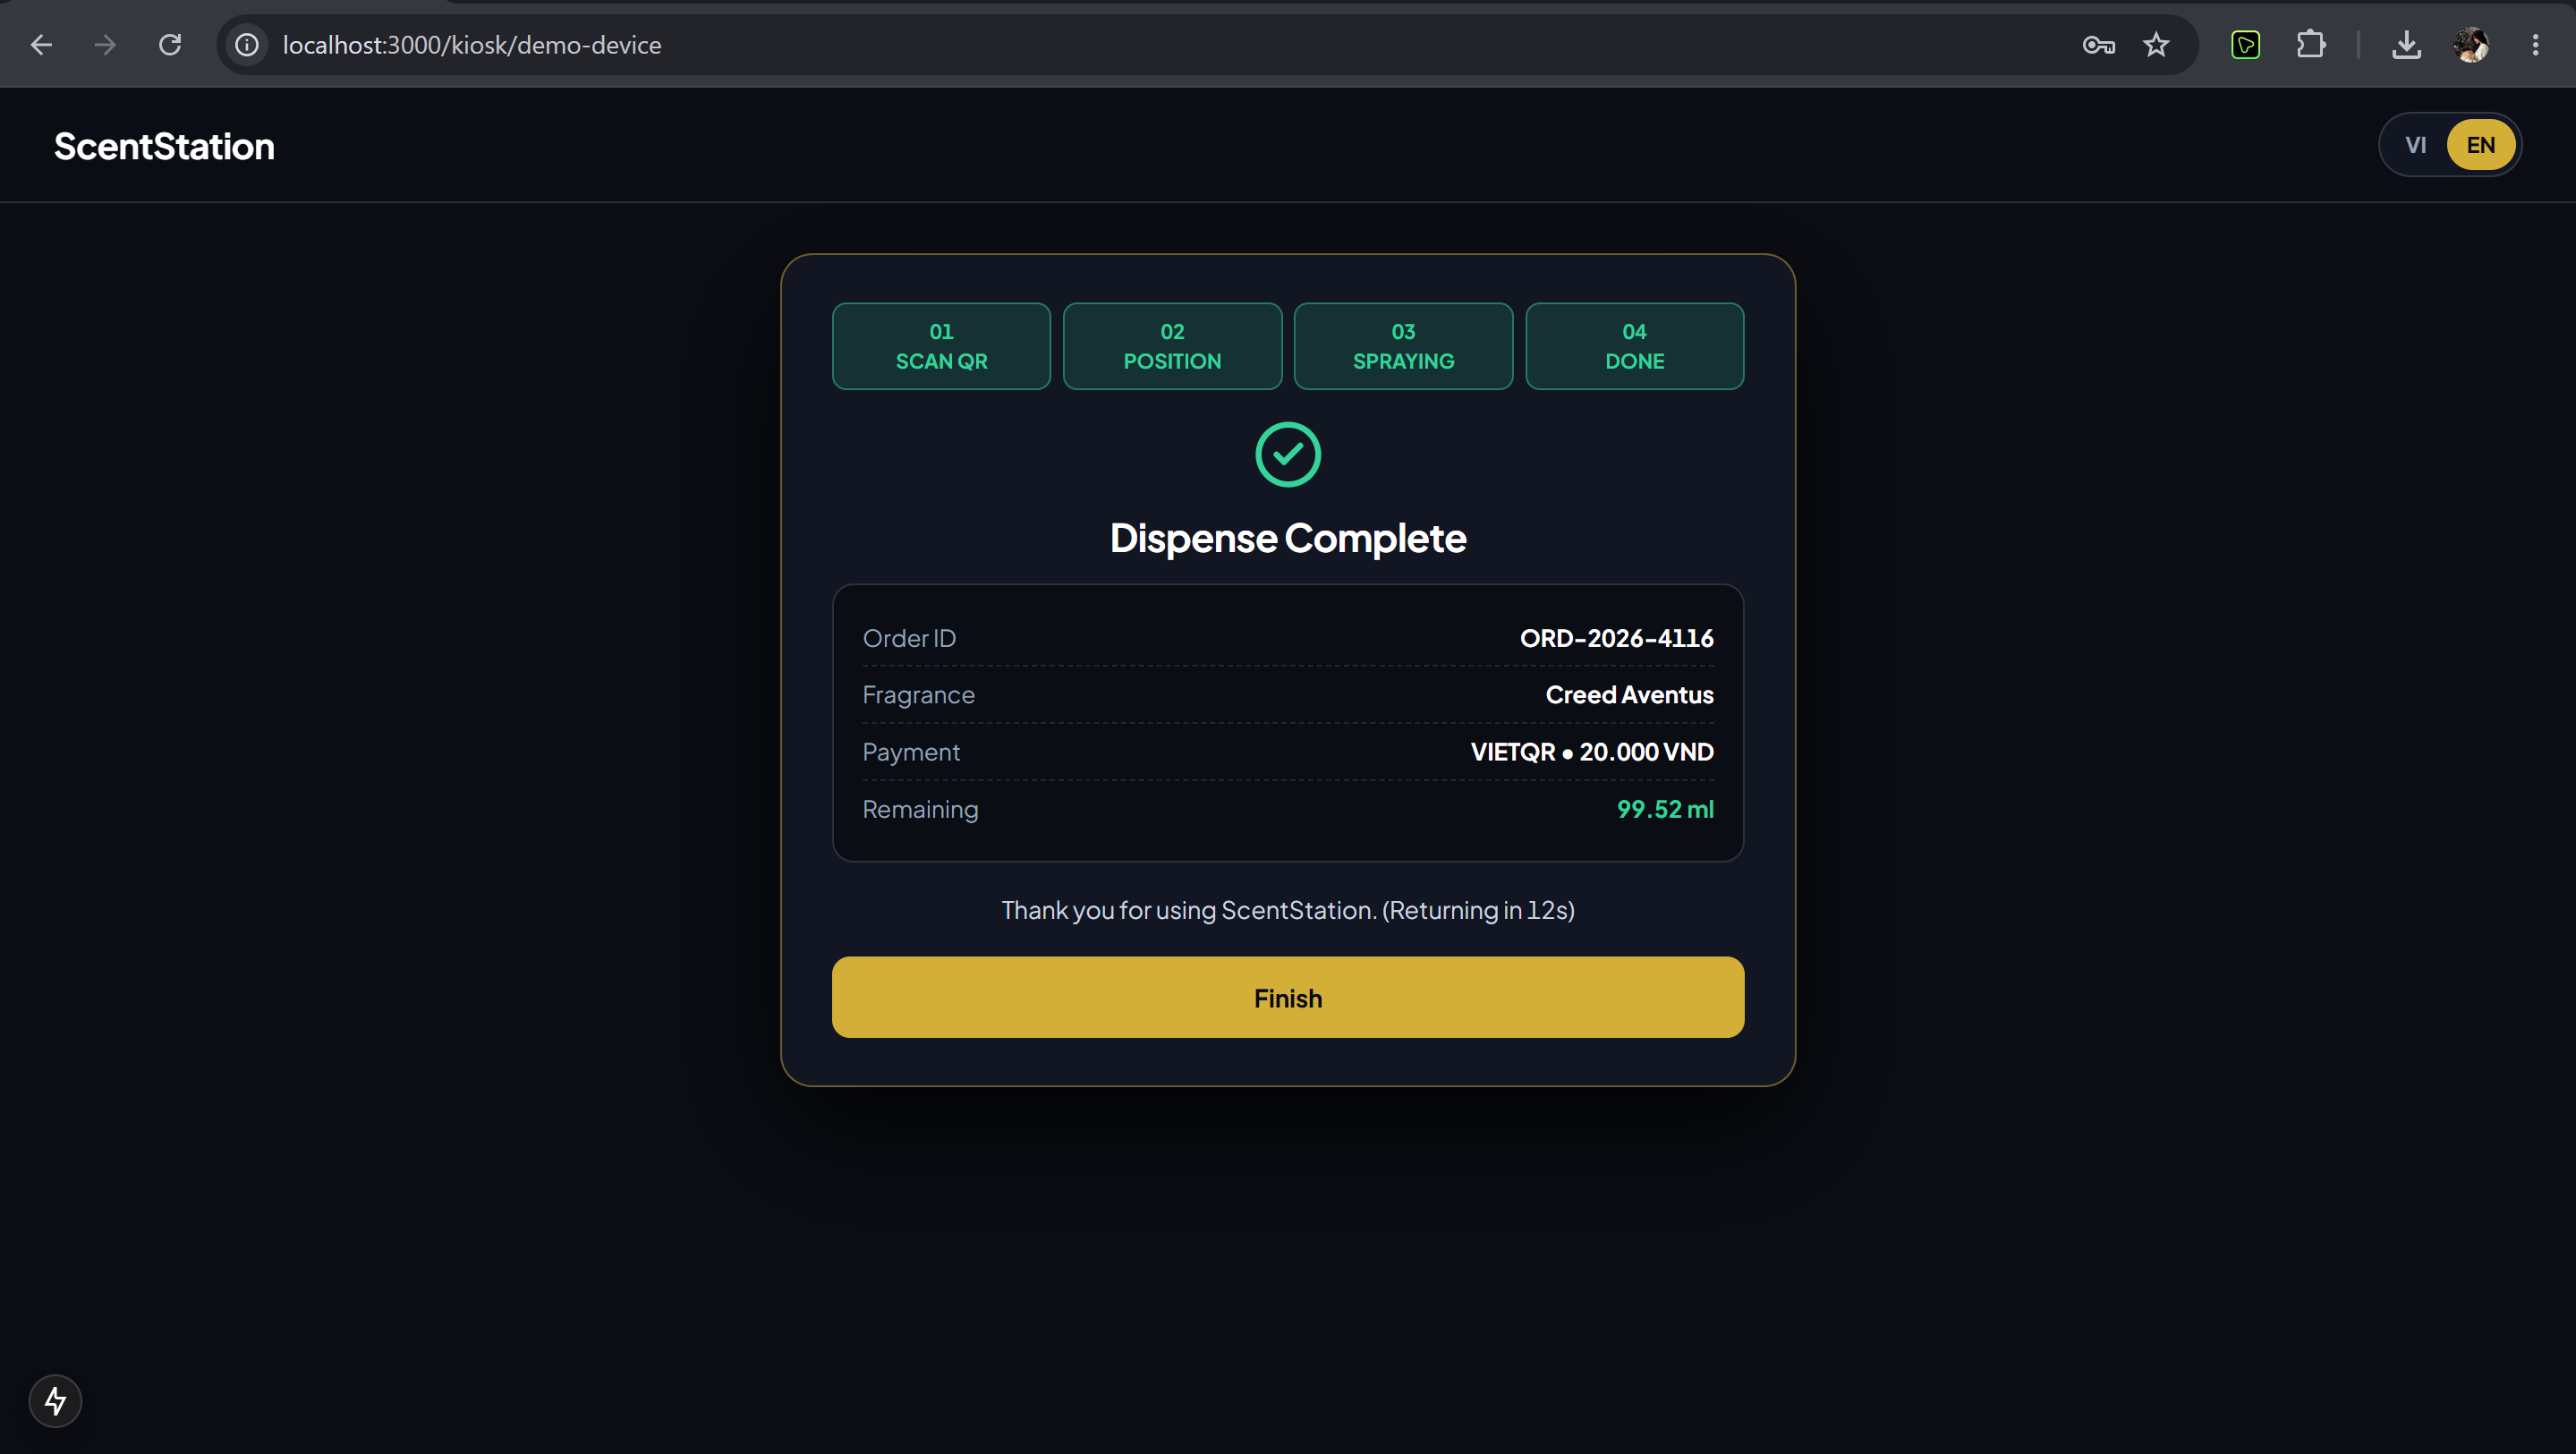 localhost:3000/kiosk/demo-device
ScentStation
VI
EN
01
SCAN QR
02
POSITION
03
SPRAYING
04
DONE
Dispense Complete
Order ID
ORD-2026-4116
Fragrance
Creed Aventus
Payment
VIETQR • 20.000 VND
Remaining
99.52 ml
Thank you for using ScentStation. (Returning in 12s)
Finish